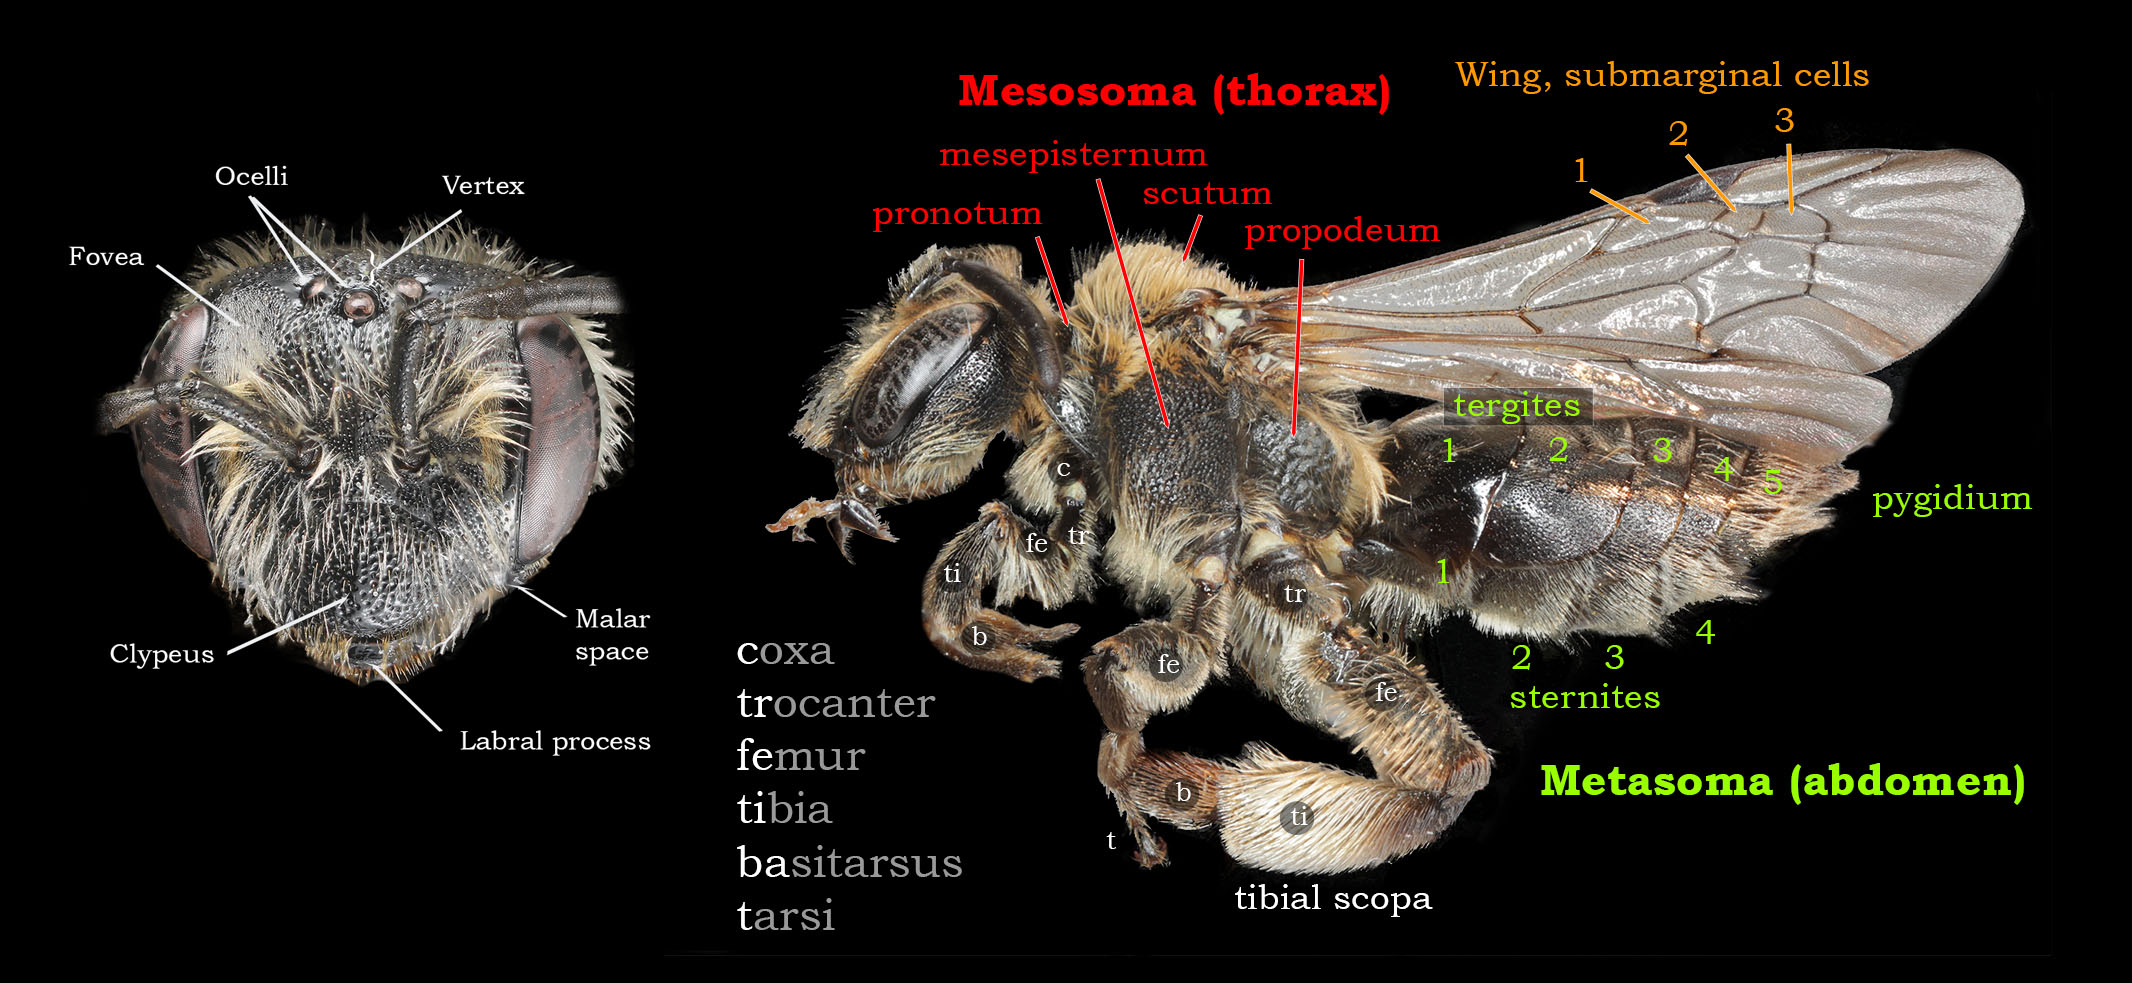 Ocelli
Vertex
Fovea
Clypeus
Malar
space
Labral process
Mesosoma (thorax)
mesepisternum
scutum
pronotum
propodeum
Wing, submarginal cells
1
2
3
tergites
1
2
3
4
5
pygidium
1
2
3
4
sternites
Metasoma (abdomen)
c
tr
fe
ti
b
fe
tr
fe
b
ti
t
tibial scopa
coxa
trocanter
femur
tibia
basitarsus
tarsi